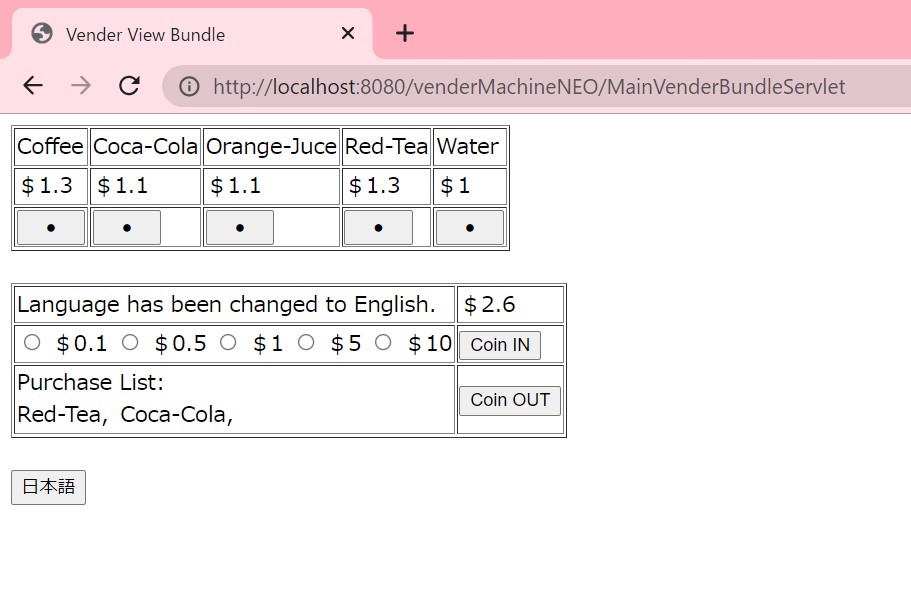 Vender View Bundle
http://localhost:8080/venderMachineNEO/MainVenderBundleServlet
Coffee Coca-Cola Orange-Juce Red-Tea Water
＄1.3 ＄1.1 ＄1.1 ＄1.3 ＄1
● ● ● ● ●
Language has been changed to English. ＄2.6
＄0.1 ＄0.5 ＄1 ＄5 ＄10 Coin IN
Purchase List:
Red-Tea, Coca-Cola,
Coin OUT
日本語